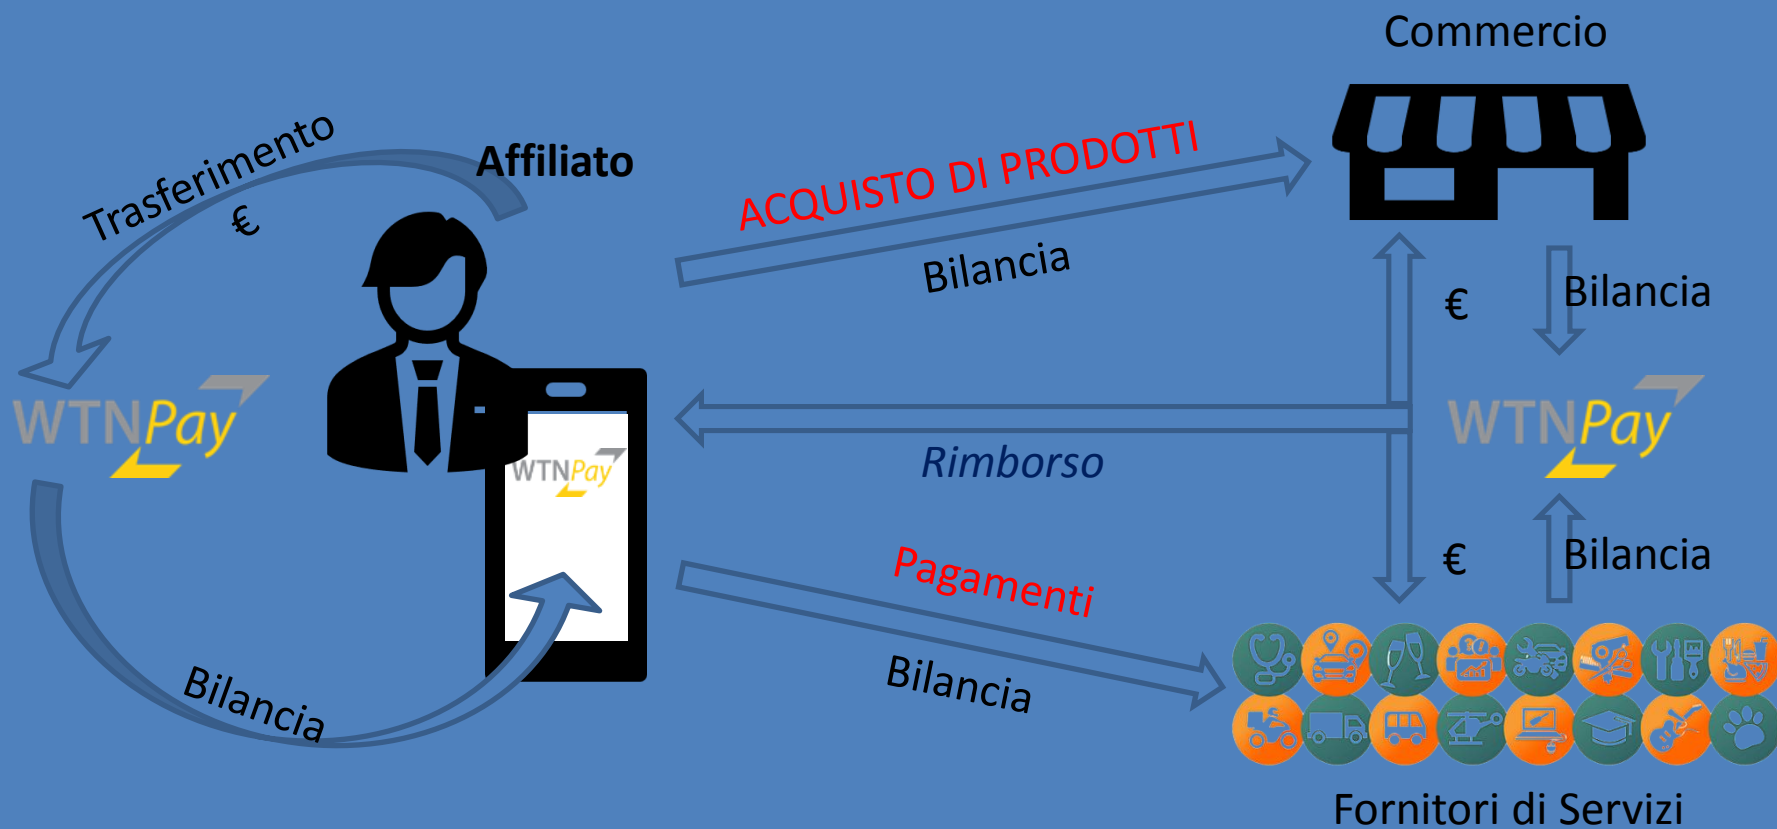 Commercio
Trasferimento
€
Affiliato
ACQUISTO DI PRODOTTI
Bilancia
€
Bilancia
WTNPay
WTNPay
WTNPay
Rimborso
Pagamenti
Bilancia
€
Bilancia
Bilancia
Fornitori di Servizi